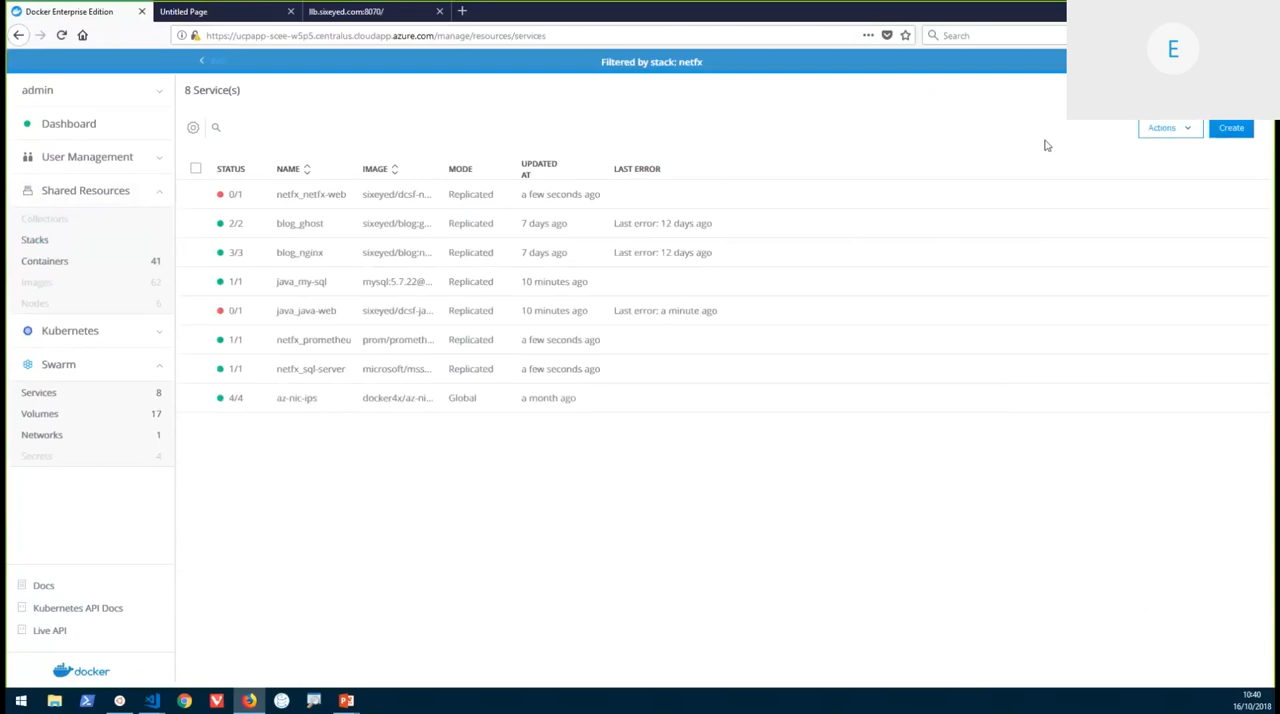 Docker Enterprise Edition
Untitled Page
llb.sixeyed.com:8070/
https://ucpapp-scee-w5p5.centralus.cloudapp.azure.com/manage/resources/services
Search
E
Filtered by stack: netfx
admin
8 Service(s)
Dashboard
Actions
Create
User Management
STATUS NAME IMAGE MODE UPDATED AT LAST ERROR
Shared Resources
0/1 netfx_netfx-web sixeyed/dcsf-n... Replicated a few seconds ago
Collections
2/2 blog_ghost sixeyed/blog:g... Replicated 7 days ago Last error: 12 days ago
Stacks
3/3 blog_nginx sixeyed/blog:n... Replicated 7 days ago Last error: 12 days ago
Containers 41
Images 62
1/1 java_my-sql mysql:5.7.22@... Replicated 10 minutes ago
Nodes 6
0/1 java_java-web sixeyed/dcsf-ja... Replicated 10 minutes ago Last error: a minute ago
Kubernetes
1/1 netfx_prometheu prom/prometh... Replicated a few seconds ago
Swarm
1/1 netfx_sql-server microsoft/mss... Replicated a few seconds ago
Services 8
4/4 az-nic-ips docker4x/az-ni... Global a month ago
Volumes 17
Networks 1
Secrets 4
Docs
Kubernetes API Docs
Live API
docker
10:40
16/10/2018